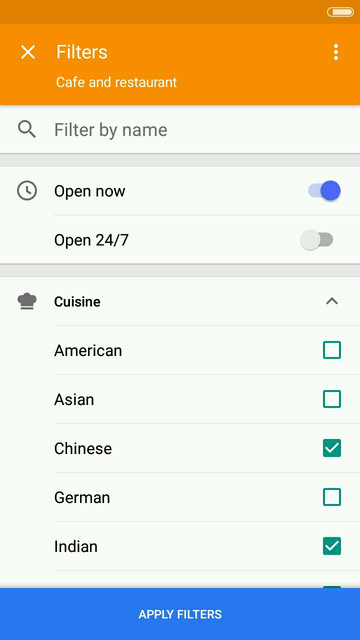 Filters
Cafe and restaurant
Filter by name
Open now
Open 24/7
Cuisine
American
Asian
Chinese
German
Indian
APPLY FILTERS